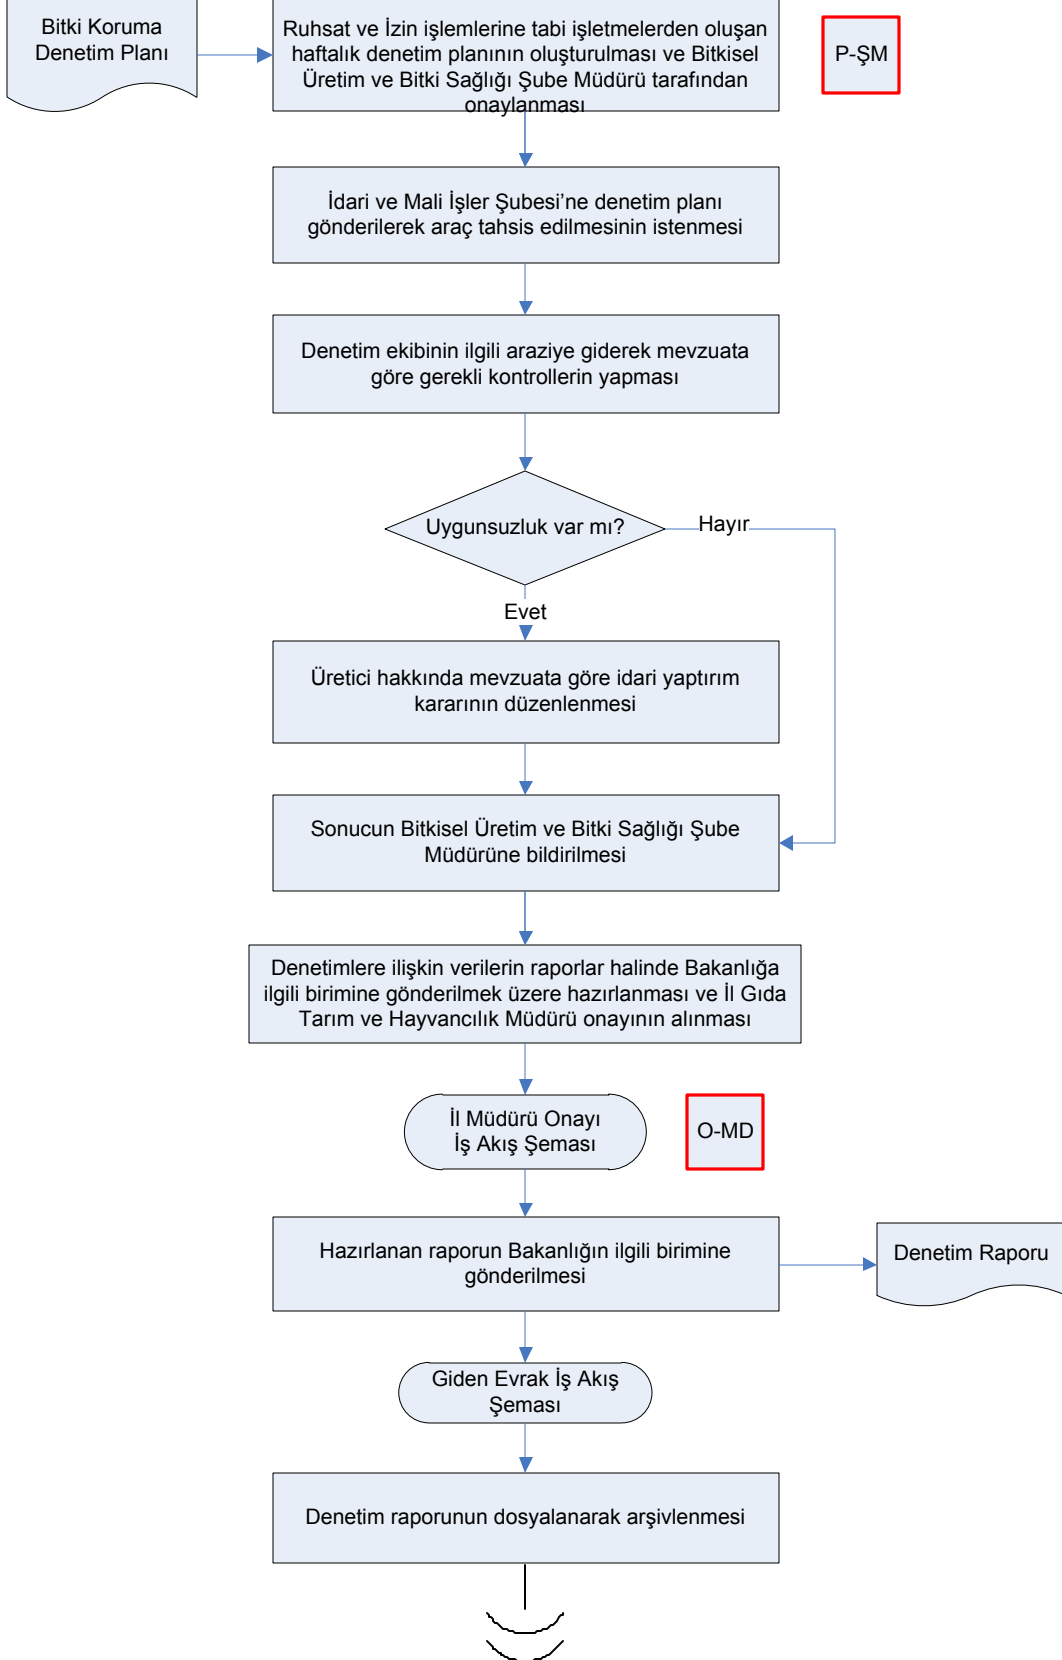 Bitki Koruma
Denetim Planı
Ruhsat ve İzin işlemlerine tabi işletmelerden oluşan
haftalık denetim planının oluşturulması ve Bitkisel
Üretim ve Bitki Sağlığı Şube Müdürü tarafından
onaylanması
P-ŞM
İdari ve Mali İşler Şubesi’ne denetim planı
gönderilerek araç tahsis edilmesinin istenmesi
Denetim ekibinin ilgili araziye giderek mevzuata
göre gerekli kontrollerin yapması
Uygunsuzluk var mı?
Hayır
Evet
Üretici hakkında mevzuata göre idari yaptırım
kararının düzenlenmesi
Sonucun Bitkisel Üretim ve Bitki Sağlığı Şube
Müdürüne bildirilmesi
Denetimlere ilişkin verilerin raporlar halinde Bakanlığa
ilgili birimine gönderilmek üzere hazırlanması ve İl Gıda
Tarım ve Hayvancılık Müdürü onayının alınması
İl Müdürü Onayı
İş Akış Şeması
O-MD
Hazırlanan raporun Bakanlığın ilgili birimine
gönderilmesi
Denetim Raporu
Giden Evrak İş Akış
Şeması
Denetim raporunun dosyalanarak arşivlenmesi